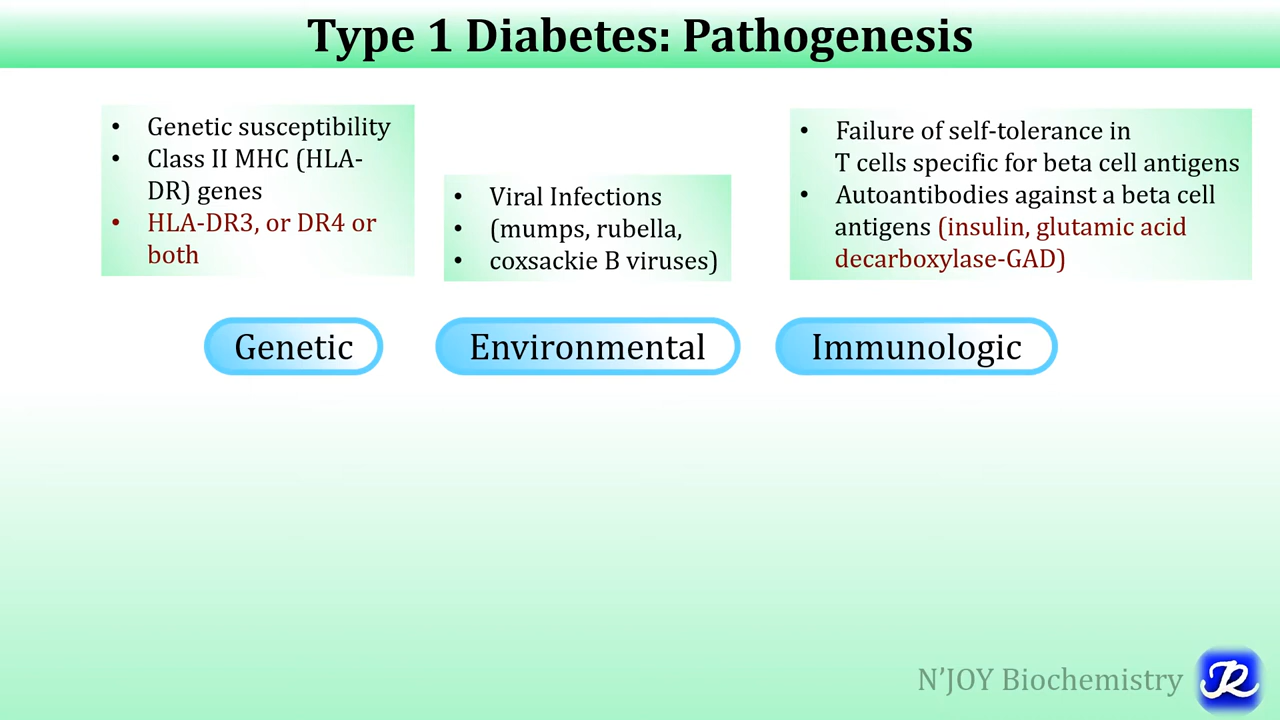 Type 1 Diabetes: Pathogenesis
• Genetic susceptibility
• Class II MHC (HLA-
DR) genes
• HLA-DR3, or DR4 or
both
• Viral Infections
• (mumps, rubella,
• coxsackie B viruses)
• Failure of self-tolerance in
T cells specific for beta cell antigens
• Autoantibodies against a beta cell
antigens (insulin, glutamic acid
decarboxylase-GAD)
Genetic
Environmental
Immunologic
N’JOY Biochemistry
JR